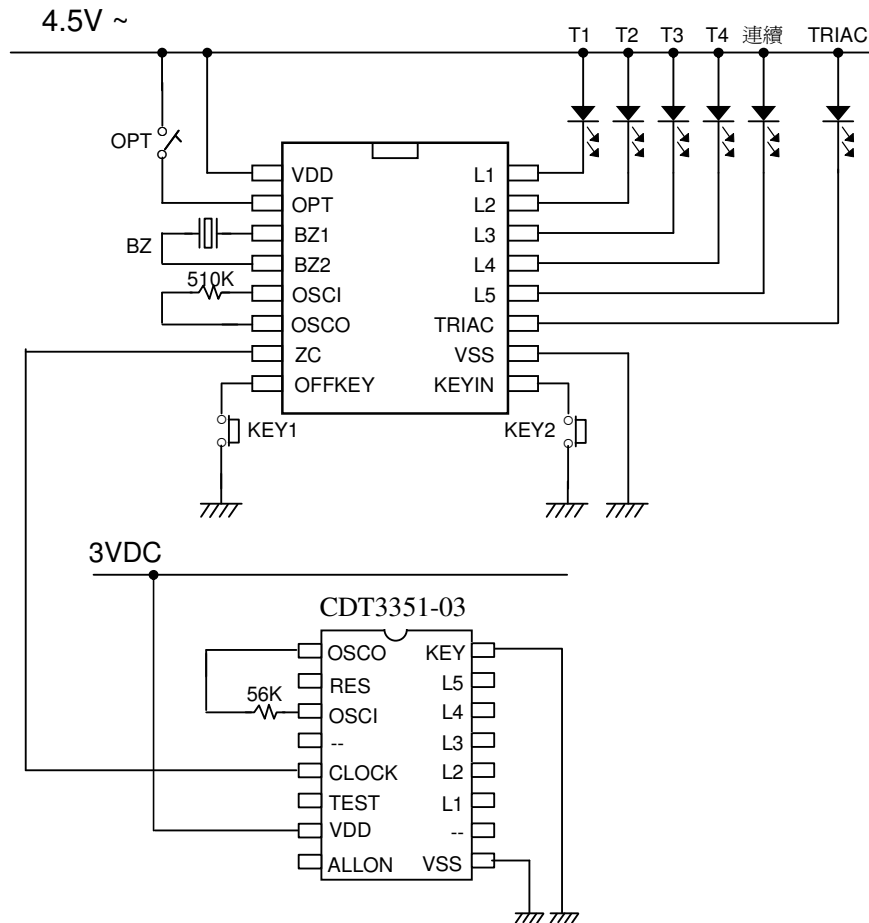 4.5V ~
T1 T2 T3 T4 連續 TRIAC
OPT
VDD L1
OPT L2
BZ1 L3
BZ
BZ2 L4
510K
OSCI L5
OSCO TRIAC
ZC VSS
OFFKEY KEYIN
KEY1 KEY2
3VDC
CDT3351-03
OSCO KEY
RES L5
56K
OSCI L4
-- L3
CLOCK L2
TEST L1
VDD --
ALLON VSS